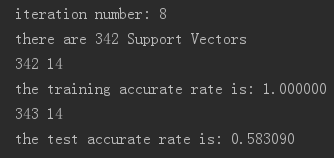 iteration number: 8
there are 342 Support Vectors
342 14
the training accurate rate is: 1.000000
343 14
the test accurate rate is: 0.583090